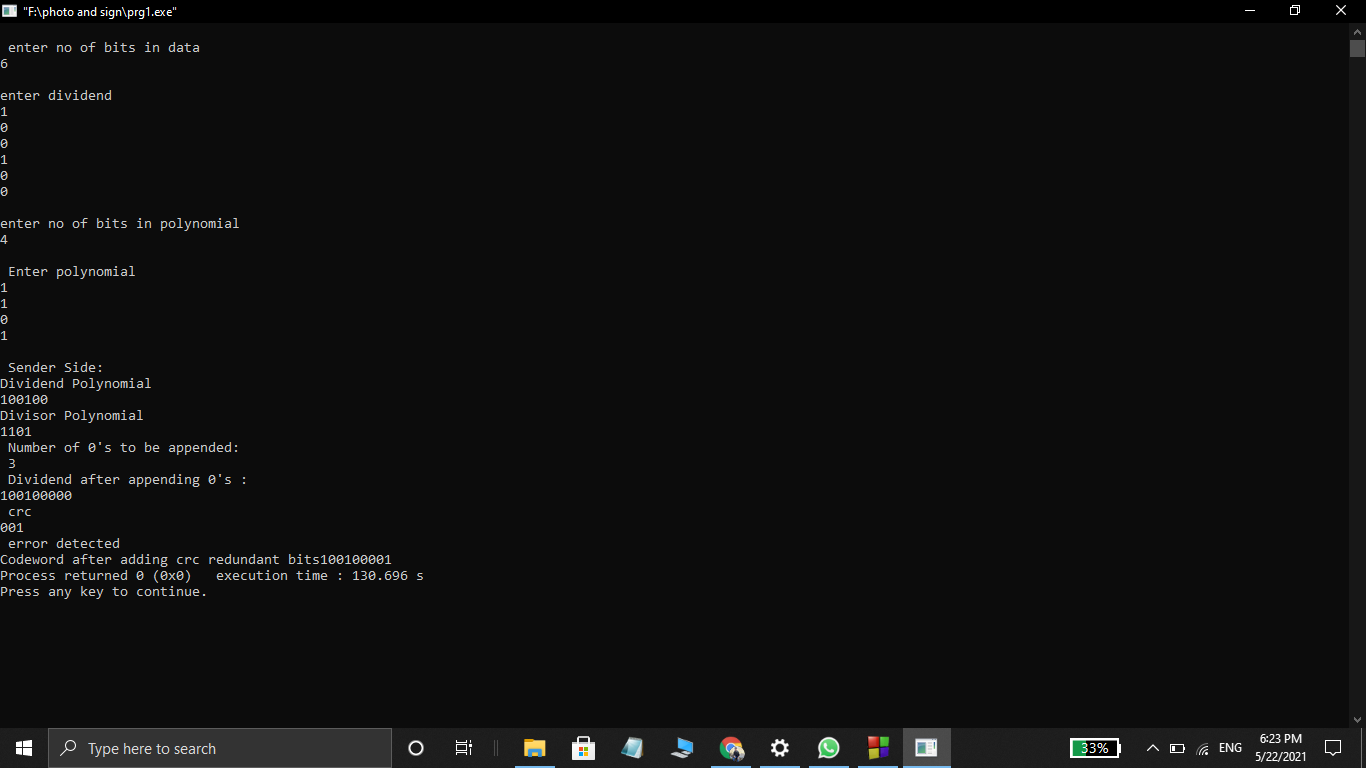 "F:\photo and sign\prg1.exe"
enter no of bits in data
6
enter dividend
1
0
0
1
0
0
enter no of bits in polynomial
4
Enter polynomial
1
1
0
1
Sender Side:
Dividend Polynomial
100100
Divisor Polynomial
1101
Number of 0's to be appended:
3
Dividend after appending 0's :
100100000
crc
001
error detected
Codeword after adding crc redundant bits100100001
Process returned 0 (0x0)   execution time : 130.696 s
Press any key to continue.
Type here to search
33%
ENG
6:23 PM
5/22/2021